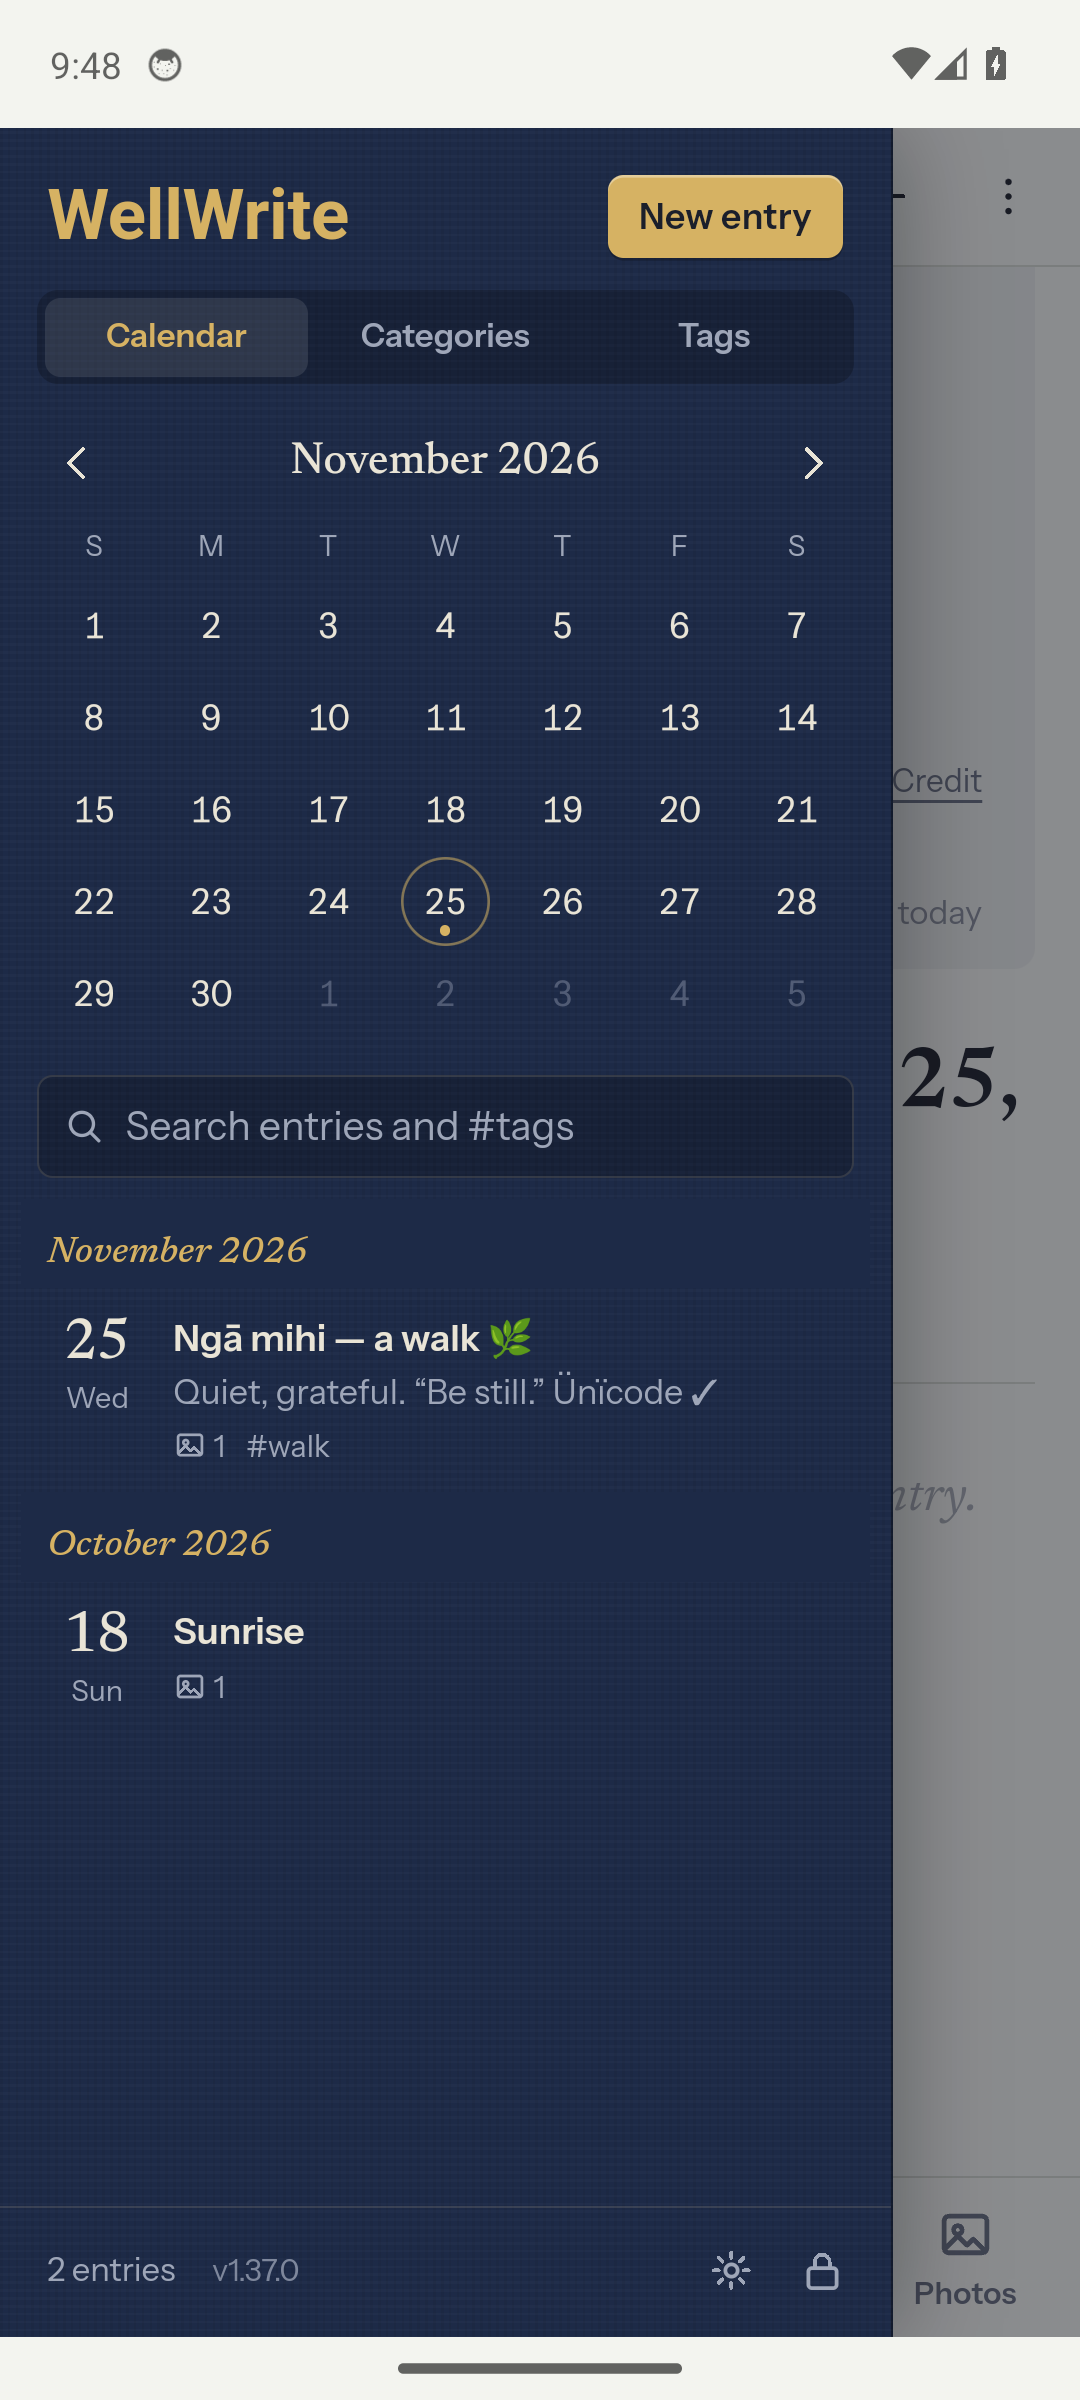 9:48
WellWrite
New entry
Calendar Categories Tags
November 2026
S M T W T F S
1 2 3 4 5 6 7
8 9 10 11 12 13 14
15 16 17 18 19 20 21
22 23 24 25 26 27 28
29 30 1 2 3 4 5
Credit
today
25,
Search entries and #tags
November 2026
25 Ngā mihi — a walk 🌿
Wed Quiet, grateful. “Be still.” Ünïcode ✓
1 #walk
ntry.
October 2026
18 Sunrise
Sun 1
2 entries v1.37.0
Photos